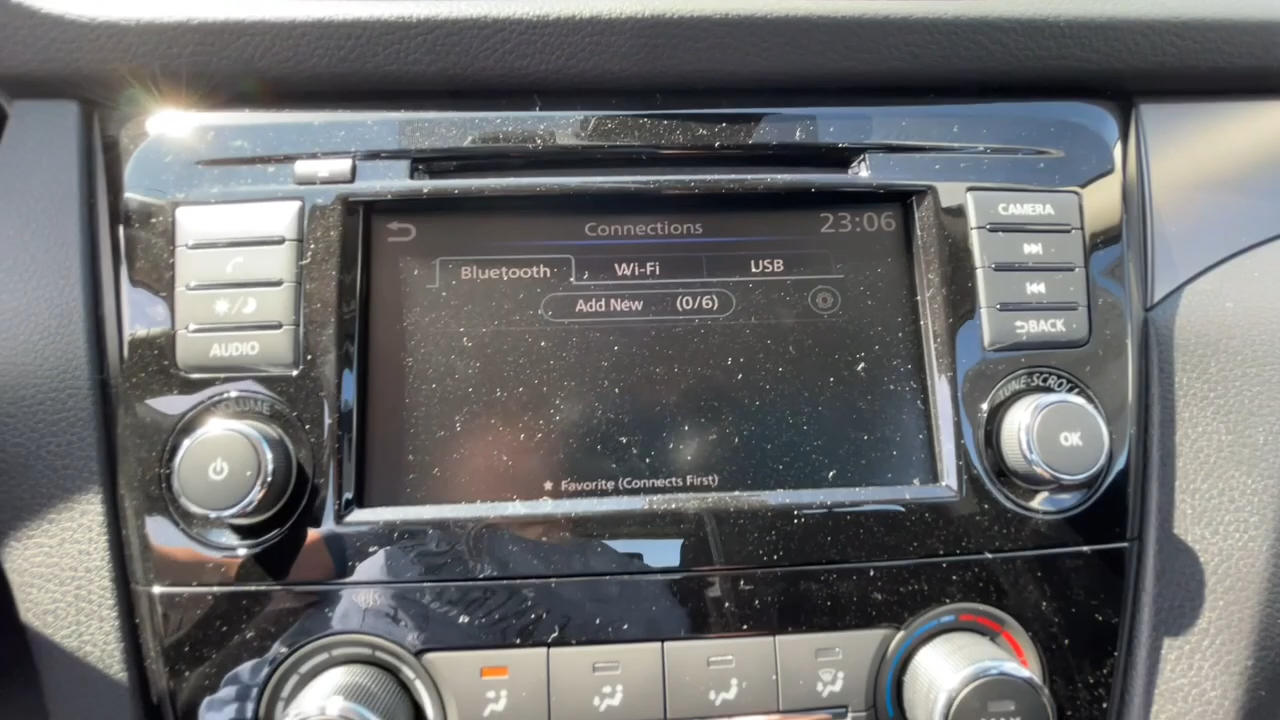 Connections
23:06
Bluetooth
Wi-Fi
USB
Add New (0/6)
★ Favorite (Connects First)
AUDIO
VOLUME
CAMERA
BACK
TUNE·SCROLL
OK